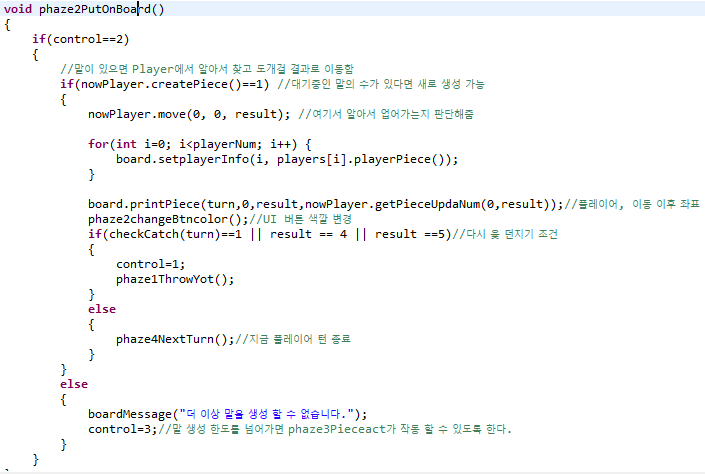 void phaze2PutOnBoard()
{
    if(control==2)
    {
        //말이 있으면 Player에서 알아서 찾고 도개걸 결과로 이동함
        if(nowPlayer.createPiece()==1) //대기중인 말의 수가 있다면 새로 생성 가능
        {
            nowPlayer.move(0, 0, result); //여기서 알아서 업어가는지 판단해줌

            for(int i=0; i<playerNum; i++) {
                board.setplayerInfo(i, players[i].playerPiece());
            }

            board.printPiece(turn,0,result,nowPlayer.getPieceUpdaNum(0,result));//플레이어, 이동 이후 좌표
            phaze2changeBtncolor();//UI 버튼 색깔 변경
            if(checkCatch(turn)==1 || result == 4 || result ==5)//다시 윷 던지기 조건
            {
                control=1;
                phaze1ThrowYot();
            }
            else
            {
                phaze4NextTurn();//지금 플레이어 턴 종료
            }
        }
        else
        {
            boardMessage("더 이상 말을 생성 할 수 없습니다.");
            control=3;//말 생성 한도를 넘어가면 phaze3Pieceact가 작동 할 수 있도록 한다.
        }
    }